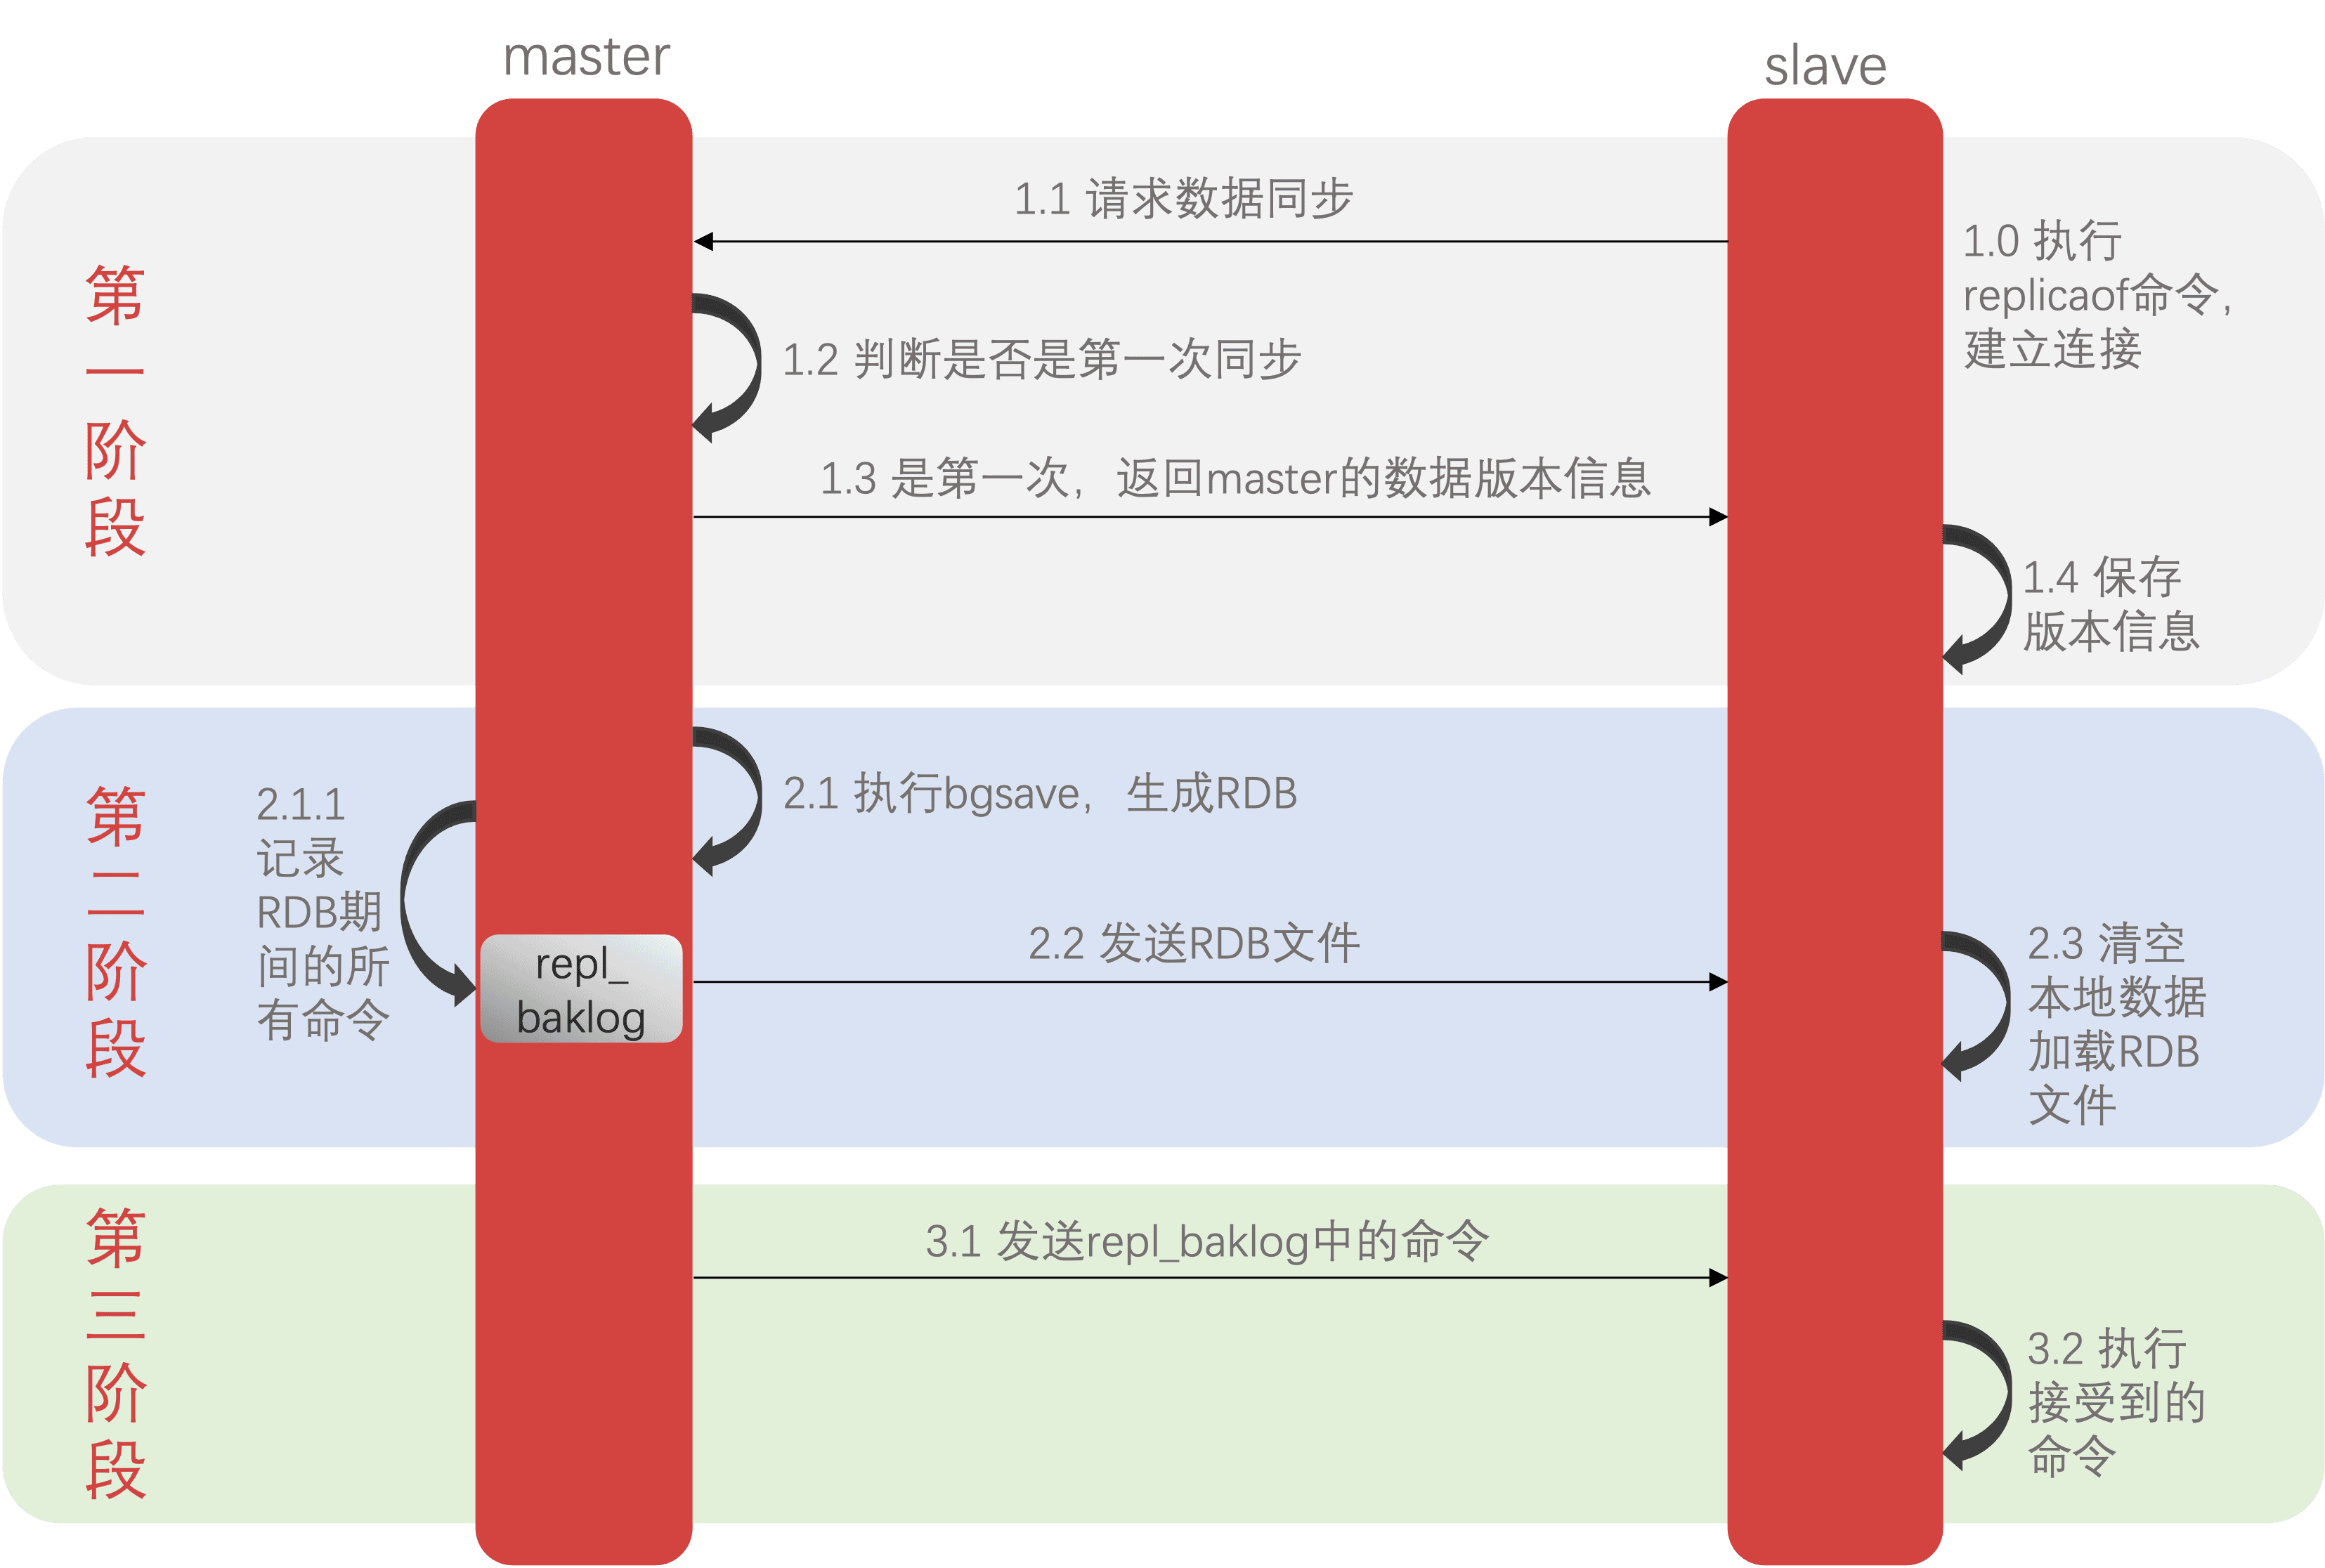 master
slave
第一阶段
1.0 执行
replicaof命令，
建立连接
1.1 请求数据同步
1.2 判断是否是第一次同步
1.3 是第一次，返回master的数据版本信息
1.4 保存
版本信息
第二阶段
2.1 执行bgsave，生成RDB
2.1.1
记录
RDB期
间的所
有命令
repl_
baklog
2.2 发送RDB文件
2.3 清空
本地数据
加载RDB
文件
第三阶段
3.1 发送repl_baklog中的命令
3.2 执行
接受到的
命令